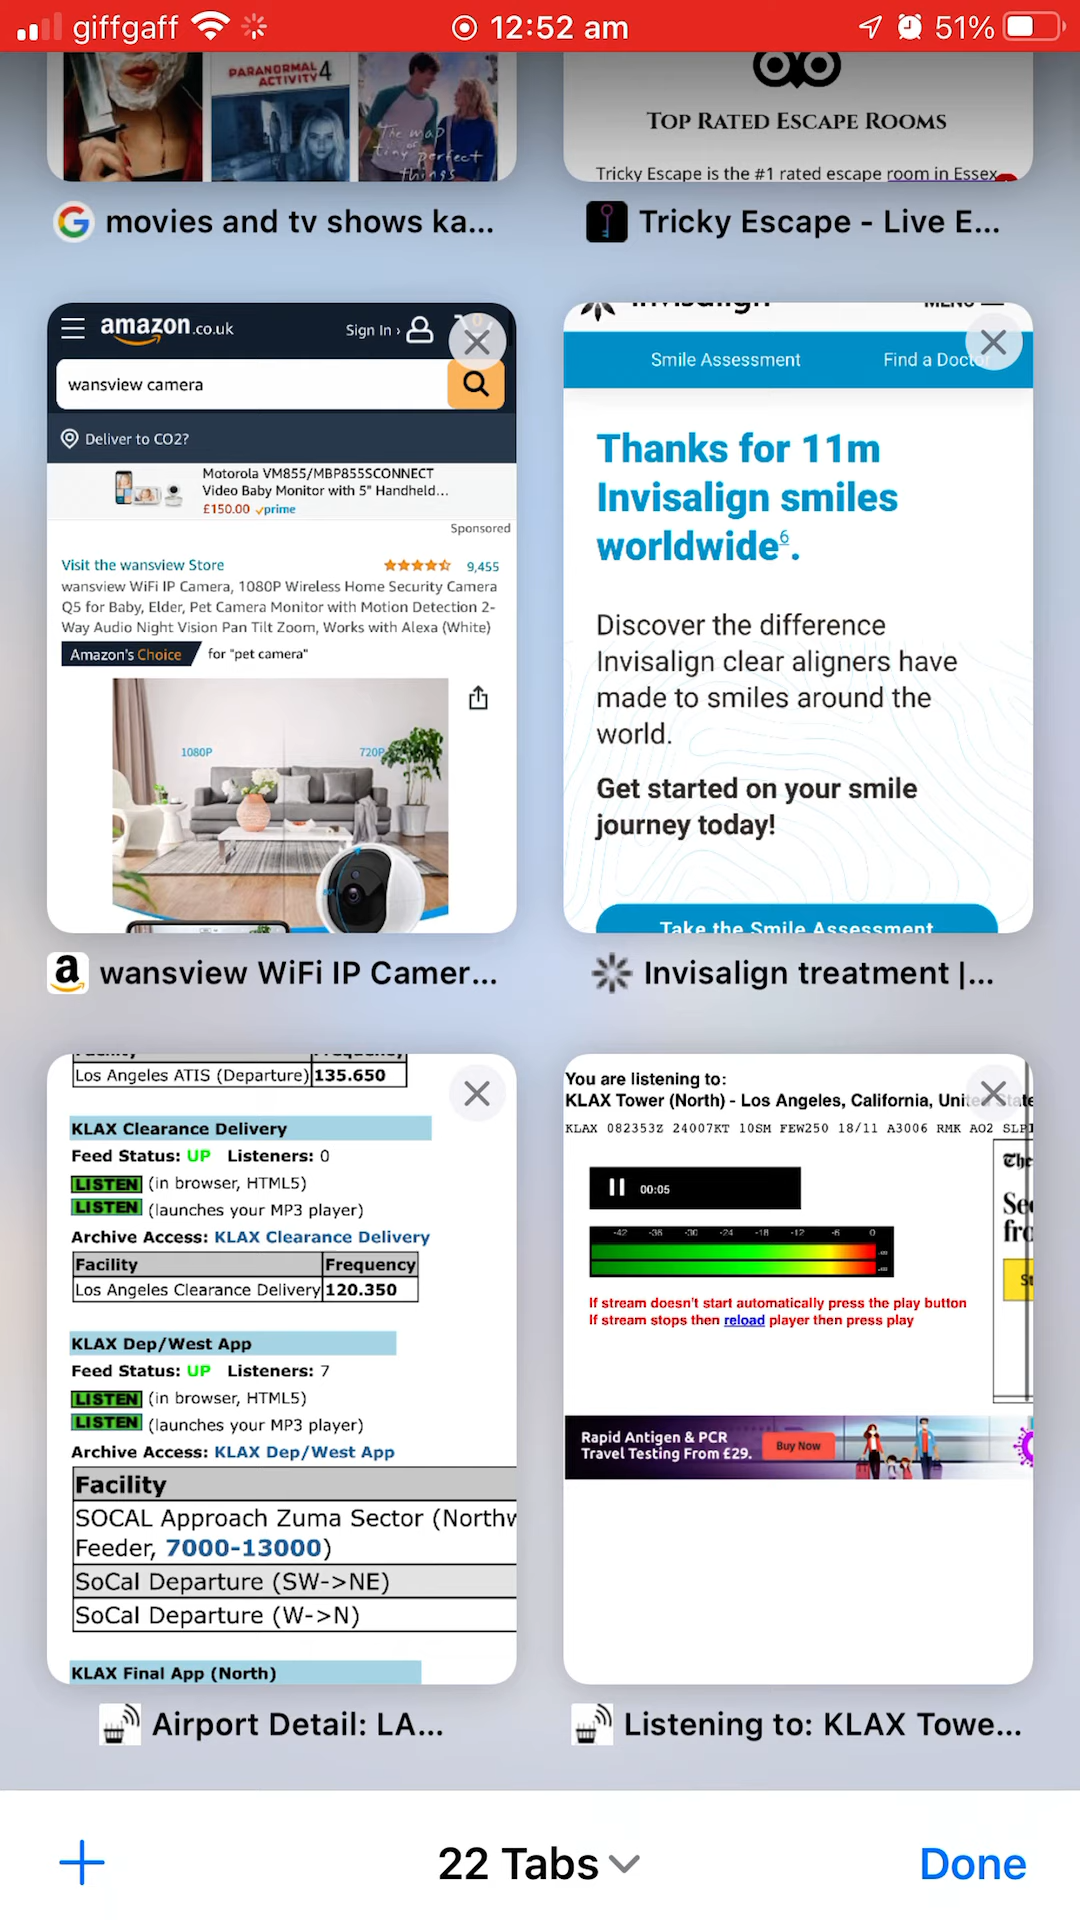 giffgaff
12:52 am
51%
PARANORMAL
ACTIVITY 4
The map
of
tiny perfect
things
TOP RATED ESCAPE ROOMS
Tricky Escape is the #1 rated escape room in Essex
movies and tv shows ka...
Tricky Escape - Live E...
amazon.co.uk
Sign In ›
0
wansview camera
Deliver to CO2?
Motorola VM855/MBP855SCONNECT
Video Baby Monitor with 5" Handheld...
£150.00 prime
Sponsored
Visit the wansview Store
9,455
wansview WiFi IP Camera, 1080P Wireless Home Security Camera
Q5 for Baby, Elder, Pet Camera Monitor with Motion Detection 2-
Way Audio Night Vision Pan Tilt Zoom, Works with Alexa (White)
Amazon's Choice for "pet camera"
1080P
720P
wansview WiFi IP Camer...
invisalign
MENU
Smile Assessment
Find a Doctor
Thanks for 11m
Invisalign smiles
worldwide6.
Discover the difference
Invisalign clear aligners have
made to smiles around the
world.
Get started on your smile
journey today!
Take the Smile Assessment
Invisalign treatment |...
Facility Frequency
Los Angeles ATIS (Departure) 135.650
KLAX Clearance Delivery
Feed Status: UP Listeners: 0
LISTEN (in browser, HTML5)
LISTEN (launches your MP3 player)
Archive Access: KLAX Clearance Delivery
Facility Frequency
Los Angeles Clearance Delivery 120.350
KLAX Dep/West App
Feed Status: UP Listeners: 7
LISTEN (in browser, HTML5)
LISTEN (launches your MP3 player)
Archive Access: KLAX Dep/West App
Facility
SOCAL Approach Zuma Sector (Northw
Feeder, 7000-13000)
SoCal Departure (SW->NE)
SoCal Departure (W->N)
KLAX Final App (North)
Airport Detail: LA...
You are listening to:
KLAX Tower (North) - Los Angeles, California, United State
KLAX 082353Z 24007KT 10SM FEW250 18/11 A3006 RMK AO2 SLP1
00:05
-42 -36 -30 -24 -18 -12 -6 0
If stream doesn't start automatically press the play button
If stream stops then reload player then press play
The
See
fro
St
Rapid Antigen & PCR
Travel Testing From £29.
Buy Now
Listening to: KLAX Towe...
22 Tabs
Done